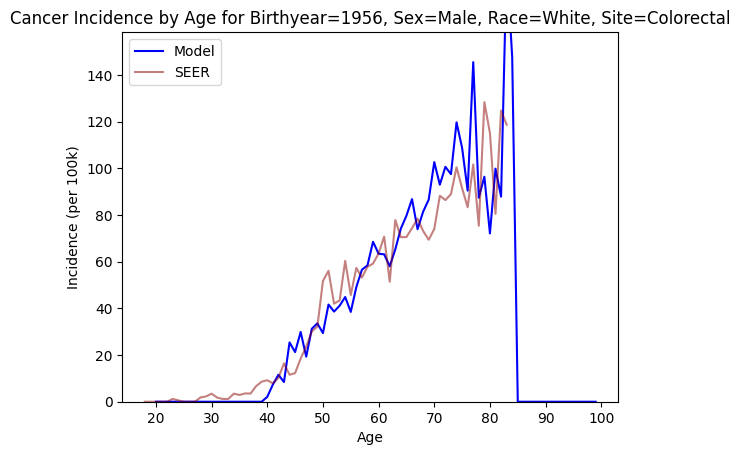 Cancer Incidence by Age for Birthyear=1956, Sex=Male, Race=White, Site=Colorectal
Model
SEER
140
120
100
80
60
40
20
0
Incidence (per 100k)
20 30 40 50 60 70 80 90 100
Age